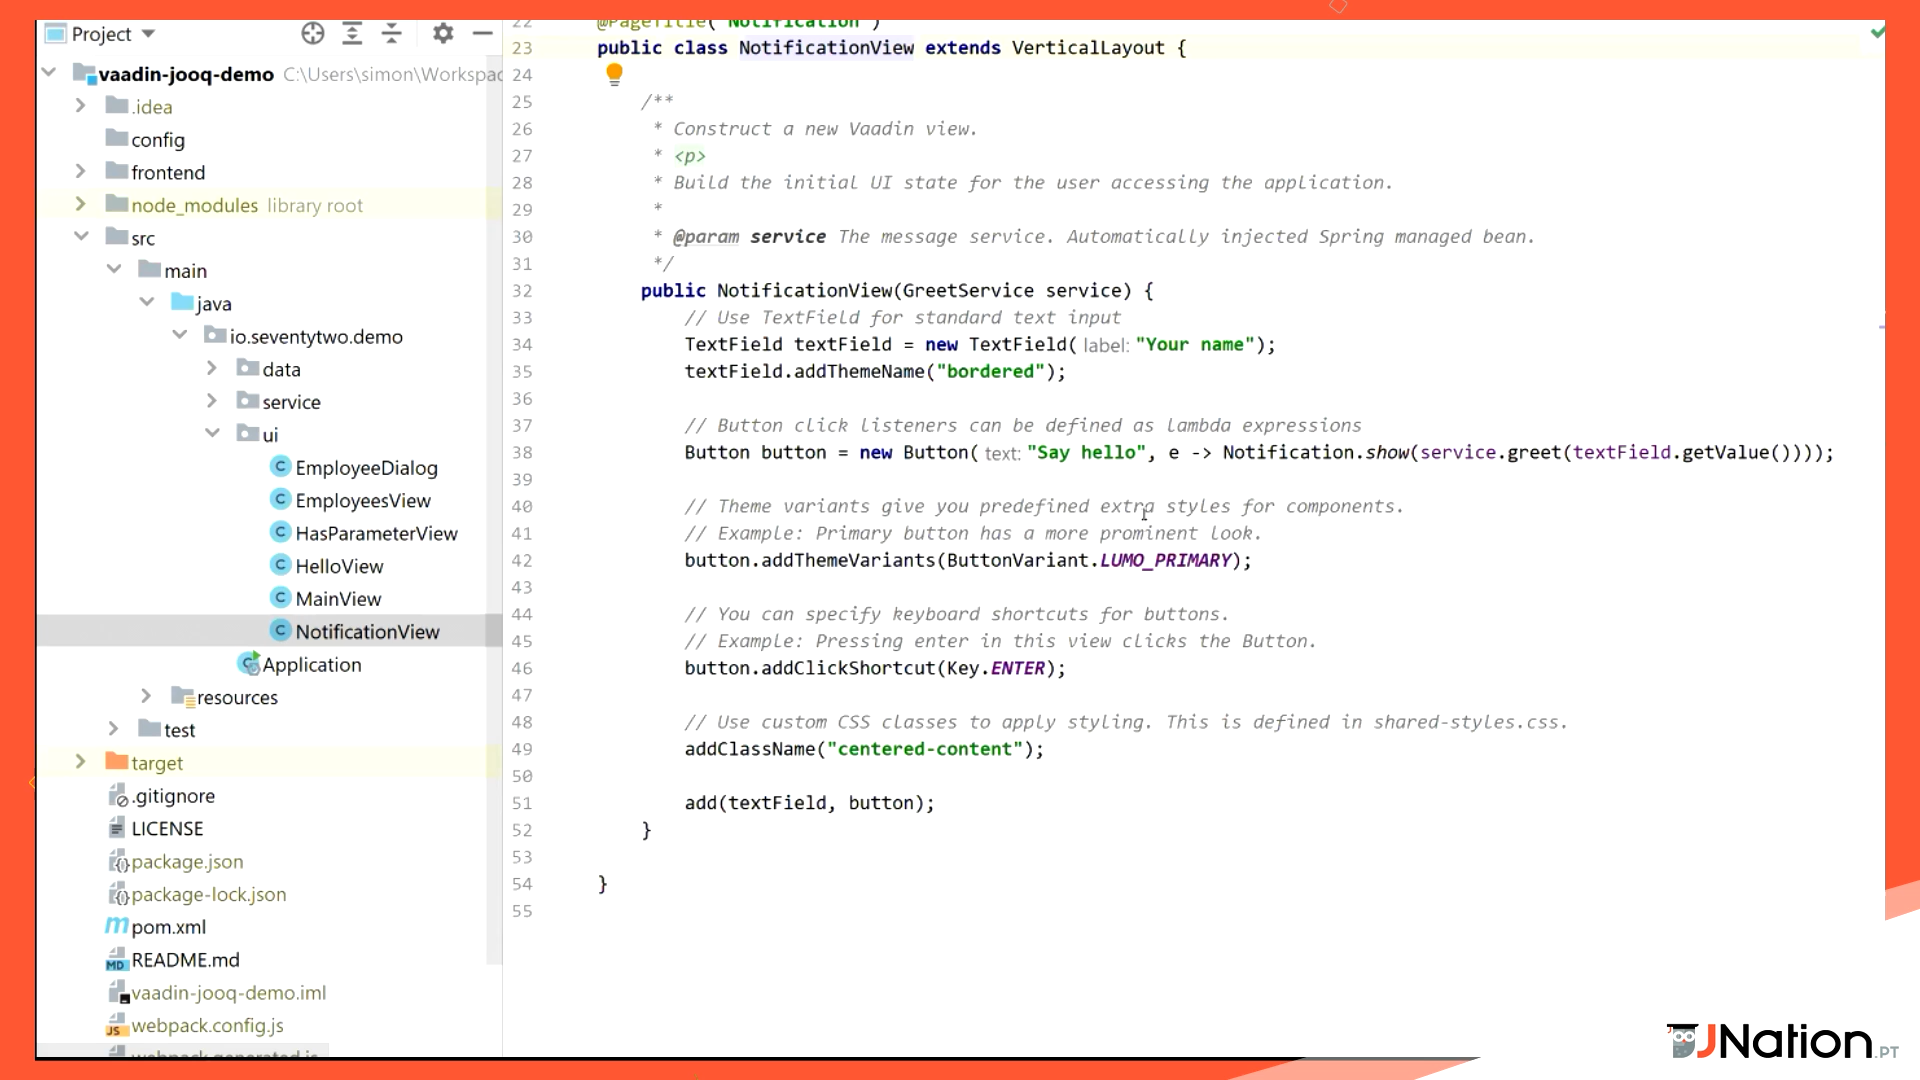 Project
vaadin-jooq-demo C:\Users\simon\Workspac
.idea
config
frontend
node_modules library root
src
main
java
io.seventytwo.demo
data
service
ui
EmployeeDialog
EmployeesView
HasParameterView
HelloView
MainView
NotificationView
Application
resources
test
target
.gitignore
LICENSE
package.json
package-lock.json
pom.xml
README.md
vaadin-jooq-demo.iml
webpack.config.js
webpack.generated.js
22 @PageTitle("Notification")
23 public class NotificationView extends VerticalLayout {
24
25 /**
26 * Construct a new Vaadin view.
27 * <p>
28 * Build the initial UI state for the user accessing the application.
29 *
30 * @param service The message service. Automatically injected Spring managed bean.
31 */
32 public NotificationView(GreetService service) {
33 // Use TextField for standard text input
34 TextField textField = new TextField( label: "Your name");
35 textField.addThemeName("bordered");
36
37 // Button click listeners can be defined as lambda expressions
38 Button button = new Button( text: "Say hello", e -> Notification.show(service.greet(textField.getValue())));
39
40 // Theme variants give you predefined extra styles for components.
41 // Example: Primary button has a more prominent look.
42 button.addThemeVariants(ButtonVariant.LUMO_PRIMARY);
43
44 // You can specify keyboard shortcuts for buttons.
45 // Example: Pressing enter in this view clicks the Button.
46 button.addClickShortcut(Key.ENTER);
47
48 // Use custom CSS classes to apply styling. This is defined in shared-styles.css.
49 addClassName("centered-content");
50
51 add(textField, button);
52 }
53
54 }
55
JNation.PT